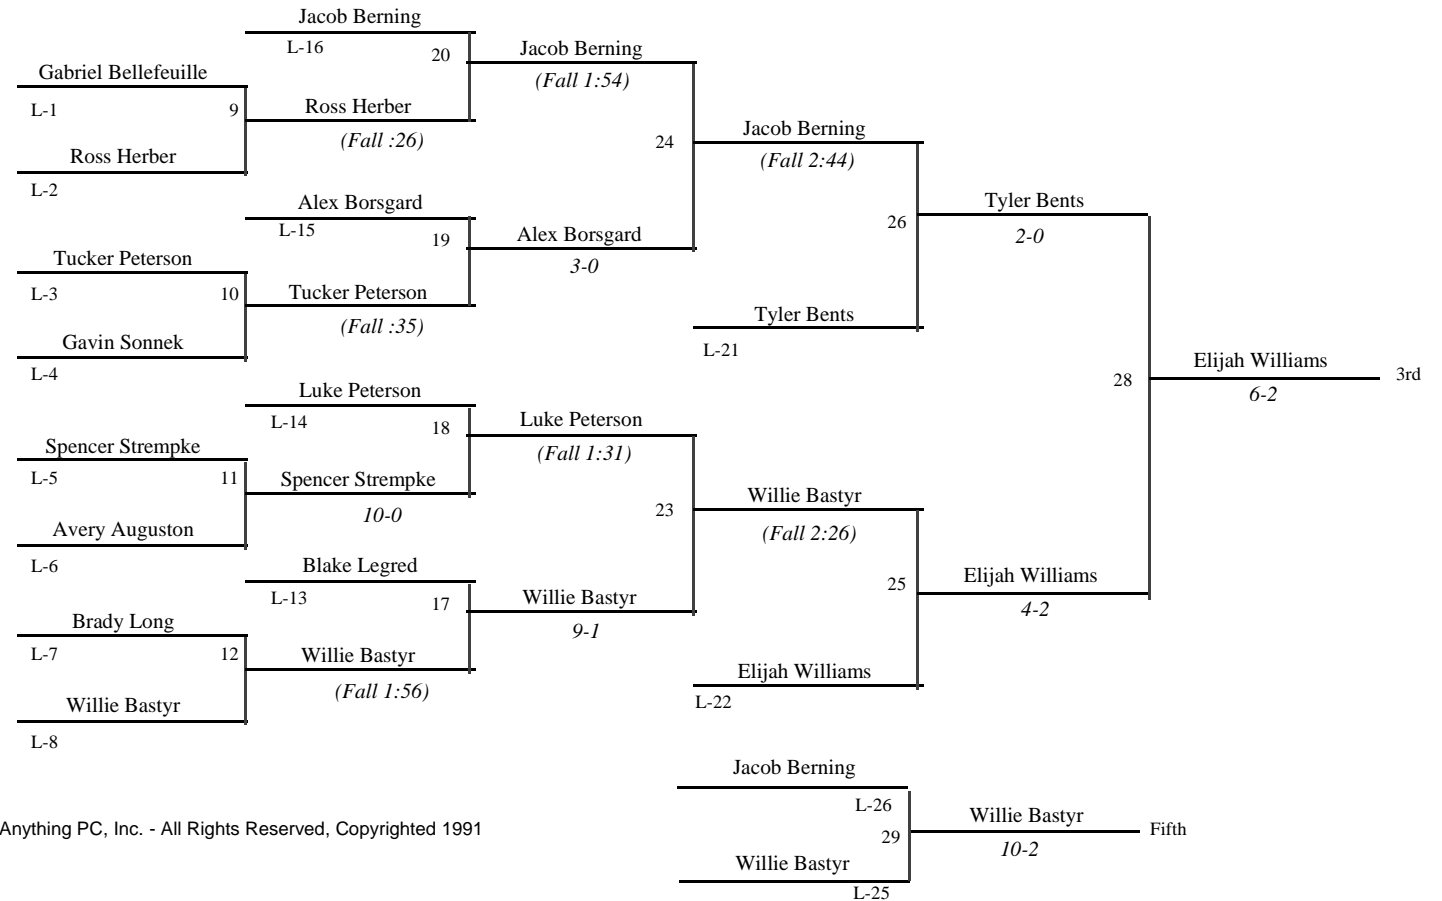 Jacob Berning
L-16
20
Jacob Berning
(Fall 1:54)
Gabriel Bellefeuille
L-1
9
Ross Herber
(Fall :26)
Ross Herber
L-2
24
Jacob Berning
(Fall 2:44)
Alex Borsgard
L-15
19
Alex Borsgard
3-0
26
Tyler Bents
2-0
Tucker Peterson
L-3
10
Tucker Peterson
(Fall :35)
Gavin Sonnek
L-4
Tyler Bents
L-21
28
Elijah Williams
6-2
3rd
Luke Peterson
L-14
18
Luke Peterson
(Fall 1:31)
Spencer Strempke
L-5
11
Spencer Strempke
10-0
Avery Auguston
L-6
23
Willie Bastyr
(Fall 2:26)
Blake Legred
L-13
17
Willie Bastyr
9-1
25
Elijah Williams
4-2
Brady Long
L-7
12
Willie Bastyr
(Fall 1:56)
Willie Bastyr
L-8
Elijah Williams
L-22
Jacob Berning
L-26
29
Willie Bastyr
10-2
Fifth
Willie Bastyr
L-25
Anything PC, Inc. - All Rights Reserved, Copyrighted 1991